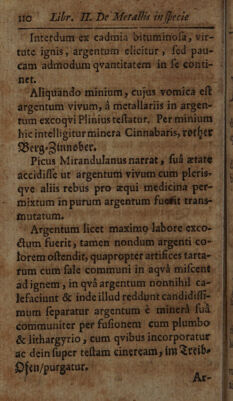 110 Libr. II. De Metallis in ſpecie
Interdum ex cadmia bituminoſa, vir-
tute ignis, argentum elicitur, ſed pau-
cam admodum qvantitatem in ſe conti-
net.
Aliquando minium, cujus vomica eſt
argentum vivum, á metallariis in argen-
tum excoqvi Plinius teſtatur. Per minium
hic intelligitur minera Cinnabaris, rother
Berg-Zinnober.
Picus Mirandulanus narrat, ſuâ ætate
accidiſſe ut argentum vivum cum pleris-
qve aliis rebus pro æqui medicina per-
mixtum in purum argentum fuerit trans-
mutatum.
Argentum licet maximo labore exco-
ctum fuerit, tamen nondum argenti co-
lorem oſtendit, quapropter artifices tarta-
rum cum ſale communi in aqvâ miſcent
ad ignem, in qvâ argentum nonnihil ca-
lefaciunt & inde illud reddunt candidiſſi-
mum ſeparatur argentum è minerâ ſuâ
communiter per fuſionem cum plumbo
& lithargyrio, cum qvibus incorporatur
ac dein ſuper teſtam cineream, im Treib-
Ofen/purgatur.
Ar-